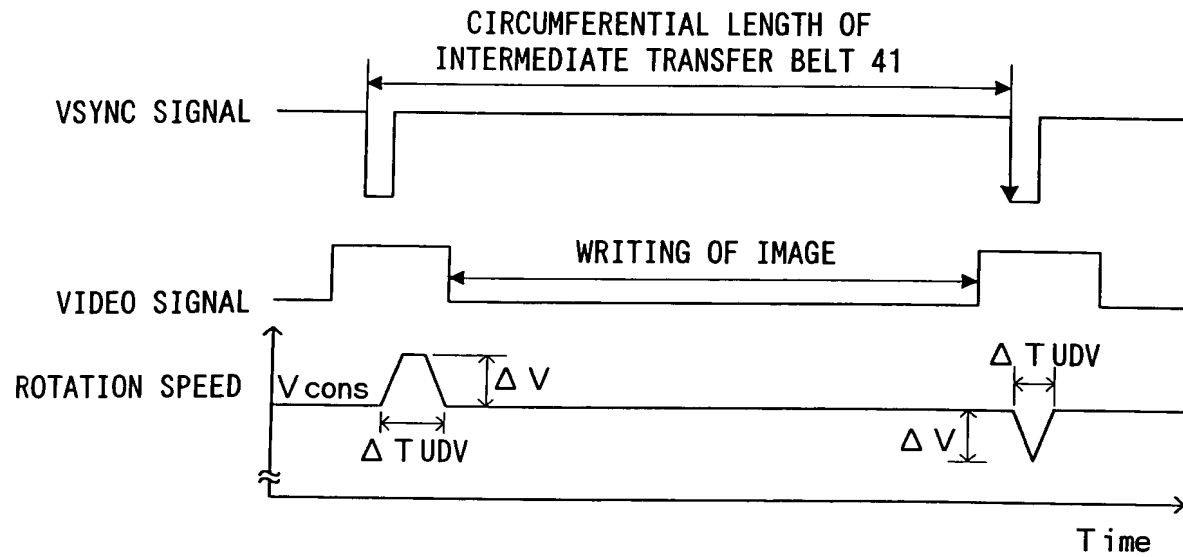 CIRCUMFERENTIAL LENGTH OF
INTERMEDIATE TRANSFER BELT 41
VSYNC SIGNAL
WRITING OF IMAGE
VIDEO SIGNAL
ROTATION SPEED
V cons
Δ V
Δ T UDV
Δ T UDV
Δ V
Time